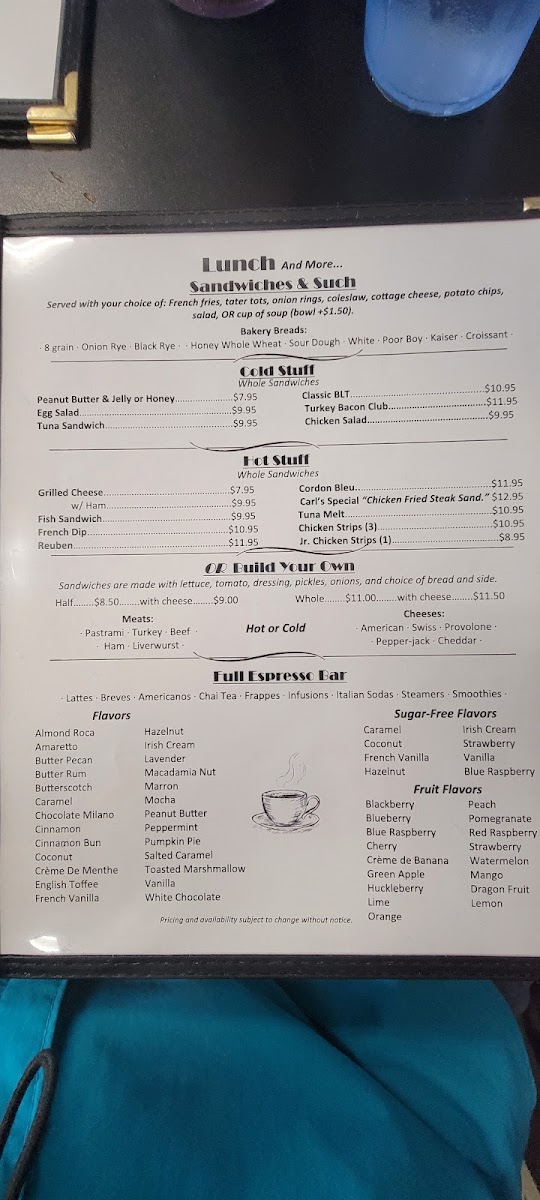 Lunch And More...
Sandwiches & Such
Served with your choice of: French fries, tater tots, onion rings, coleslaw, cottage cheese, potato chips,
salad, OR cup of soup (bowl +$1.50).
Bakery Breads:
· 8 grain · Onion Rye · Black Rye · · Honey Whole Wheat · Sour Dough · White · Poor Boy · Kaiser · Croissant ·
Cold Stuff
Whole Sandwiches
Peanut Butter & Jelly or Honey.......................$7.95
Egg Salad.......................$9.95
Tuna Sandwich.......................$9.95
Classic BLT.......................$10.95
Turkey Bacon Club.......................$11.95
Chicken Salad.......................$9.95
Hot Stuff
Whole Sandwiches
Grilled Cheese.......................$7.95
w/ Ham.......................$9.95
Fish Sandwich.......................$9.95
French Dip.......................$10.95
Reuben.......................$11.95
Cordon Bleu.......................$11.95
Carl's Special "Chicken Fried Steak Sand." $12.95
Tuna Melt.......................$10.95
Chicken Strips (3).......................$10.95
Jr. Chicken Strips (1).......................$8.95
OR Build Your Own
Sandwiches are made with lettuce, tomato, dressing, pickles, onions, and choice of bread and side.
Half........$8.50........with cheese........$9.00
Whole........$11.00........with cheese........$11.50
Meats:
· Pastrami · Turkey · Beef ·
· Ham · Liverwurst ·
Hot or Cold
Cheeses:
· American · Swiss · Provolone ·
· Pepper-jack · Cheddar ·
Full Espresso Bar
· Lattes · Breves · Americanos · Chai Tea · Frappes · Infusions · Italian Sodas · Steamers · Smoothies ·
Flavors
Almond Roca
Amaretto
Butter Pecan
Butter Rum
Butterscotch
Caramel
Chocolate Milano
Cinnamon
Cinnamon Bun
Coconut
Crème De Menthe
English Toffee
French Vanilla
Hazelnut
Irish Cream
Lavender
Macadamia Nut
Marron
Mocha
Peanut Butter
Peppermint
Pumpkin Pie
Salted Caramel
Toasted Marshmallow
Vanilla
White Chocolate
Sugar-Free Flavors
Caramel
Coconut
French Vanilla
Hazelnut
Irish Cream
Strawberry
Vanilla
Blue Raspberry
Fruit Flavors
Blackberry
Blueberry
Blue Raspberry
Cherry
Crème de Banana
Green Apple
Huckleberry
Lime
Orange
Peach
Pomegranate
Red Raspberry
Strawberry
Watermelon
Mango
Dragon Fruit
Lemon
Pricing and availability subject to change without notice.